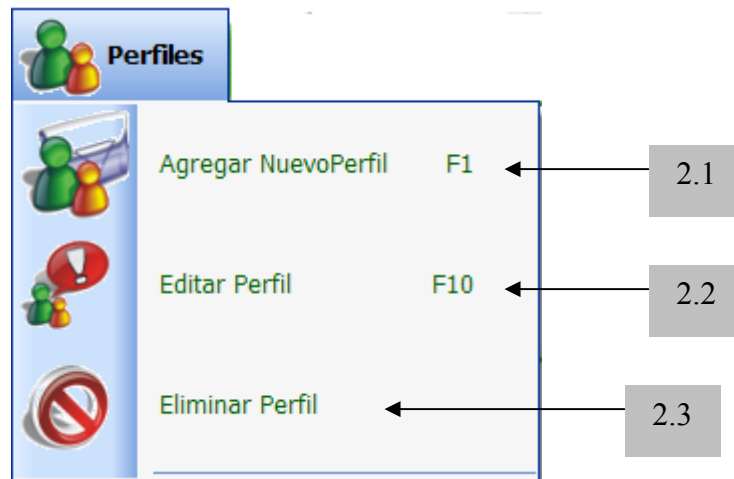 Perfiles
Agregar NuevoPerfil F1 2.1
Editar Perfil F10 2.2
Eliminar Perfil 2.3